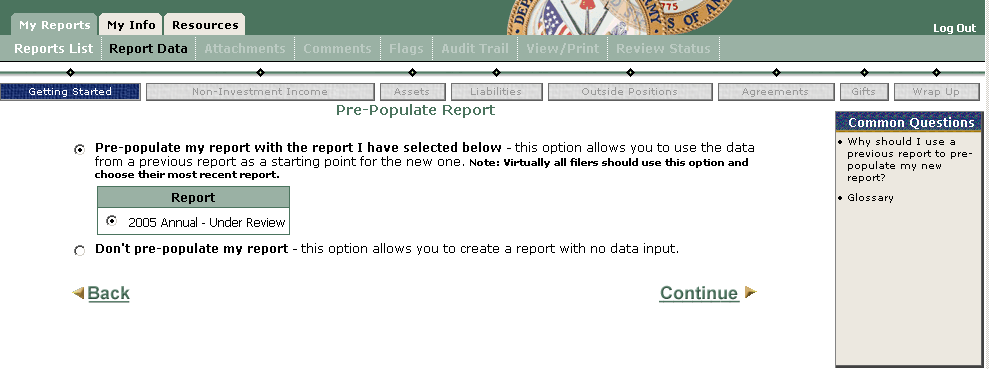 My Reports My Info Resources
Log Out
Reports List Report Data Attachments Comments Flags Audit Trail View/Print Review Status
Getting Started Non-Investment Income Assets Liabilities Outside Positions Agreements Gifts Wrap Up
Pre-Populate Report
Pre-populate my report with the report I have selected below - this option allows you to use the data
from a previous report as a starting point for the new one. Note: Virtually all filers should use this option and
choose their most recent report.
Report
2005 Annual - Under Review
Don't pre-populate my report - this option allows you to create a report with no data input.
Back
Continue
Common Questions
• Why should I use a
previous report to pre-
populate my new
report?
• Glossary